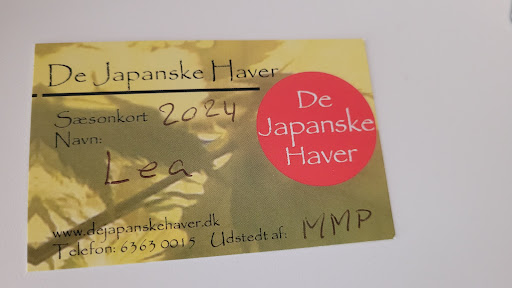 De Japanske Haver
Sæsonkort 2024
Navn:
Lea
De
Japanske
Haver
www.dejapanskehaver.dk
Telefon: 6363 0015 Udstedt af: MMP